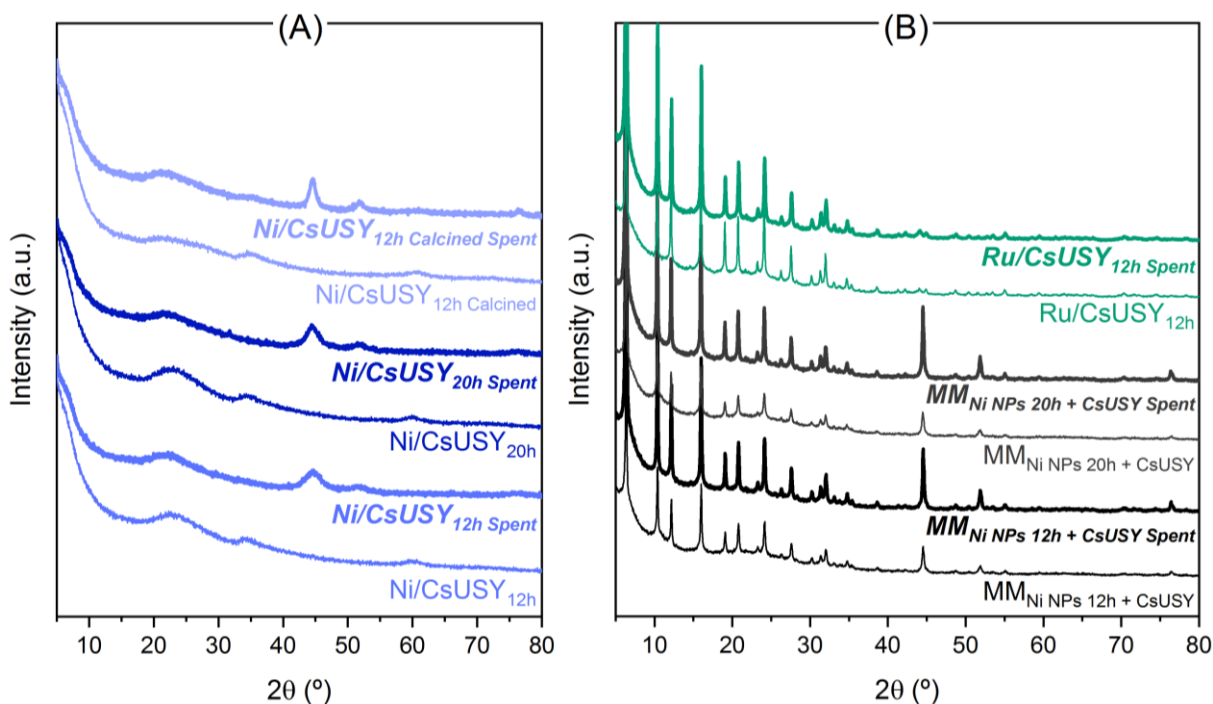 (A)
Intensity (a.u.)
Ni/CsUSY12h Calcined Spent
Ni/CsUSY12h Calcined
Ni/CsUSY20h Spent
Ni/CsUSY20h
Ni/CsUSY12h Spent
Ni/CsUSY12h
10 20 30 40 50 60 70 80
2θ (º)
(B)
Intensity (a.u.)
Ru/CsUSY12h Spent
Ru/CsUSY12h
MMNi NPs 20h + CsUSY Spent
MMNi NPs 20h + CsUSY
MMNi NPs 12h + CsUSY Spent
MMNi NPs 12h + CsUSY
10 20 30 40 50 60 70 80
2θ (º)